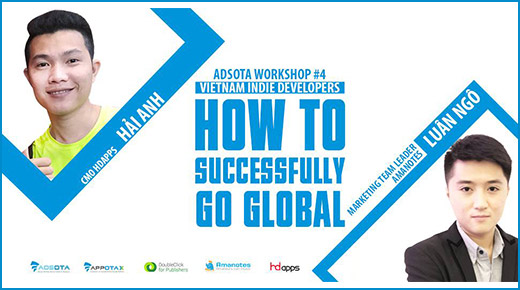 ADSOTA WORKSHOP #4
VIETNAM INDIE DEVELOPERS
HOW TO
SUCCESSFULLY
GO GLOBAL
CMO HDAPPS
HẢI ANH
MARKETING TEAM LEADER
AMANOTES
LUÂN NGÔ
ADSOTA
APPOTAX
DoubleClick
for Publishers
Amanotes
hdapps